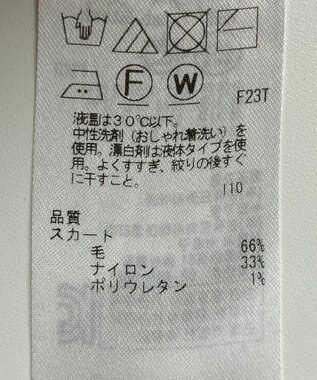 F
W
F23T
液温は30℃以下。
中性洗剤（おしゃれ着洗い）を
使用。漂白剤は液体タイプを使
用。よくすすぎ、絞りの後すぐ
に干すこと。
110
品質
スカート
毛 66%
ナイロン 33%
ポリウレタン 1%